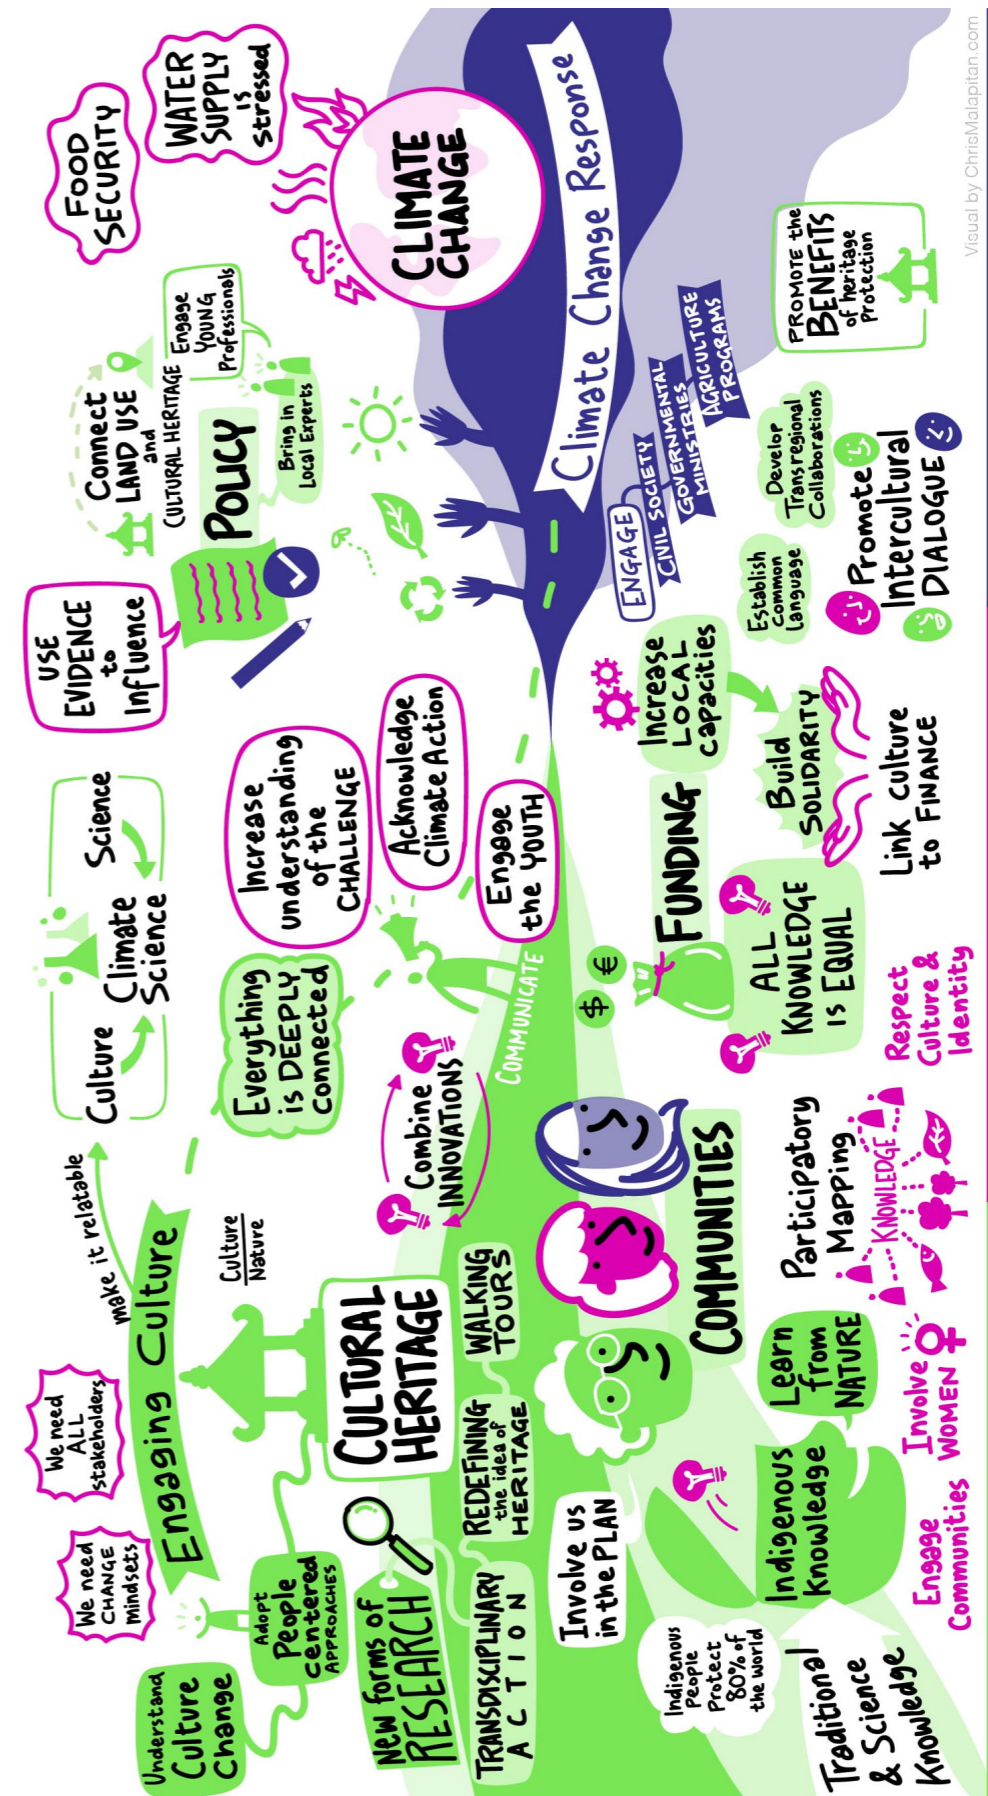 Understand
Culture
Change
We need
CHANGE
Mindsets
We need
ALL
stakeholders
Engaging Culture
make it relatable
Adopt
People
centered
APPROACHES
Culture
Nature
CULTURAL
HERITAGE
New forms of
RESEARCH
TRANSDISCIPLINARY
ACTION
REDEFINING
the idea of
HERITAGE
WALKING
TOURS
Culture
Climate
Science
Science
Everything
is DEEPLY
connected
Combine
INNOVATIONS
Increase
understanding
of the
CHALLENGE
Acknowledge
Climate Action
Engage
the YOUTH
COMMUNICATE
USE
EVIDENCE
to
Influence
POLICY
Connect
LAND USE
and
CULTURAL HERITAGE
Engage
YOUNG
Professionals
Bring in
Local Experts
FOOD
SECURITY
WATER
SUPPLY
is
stressed
CLIMATE
CHANGE
Climate Change Response
ENGAGE
CIVIL SOCIETY
GOVERNMENTAL
MINISTRIES
AGRICULTURE
PROGRAMS
PROMOTE the
BENEFITS
of heritage
Protection
Develop
Transregional
Collaborations
Establish
Common
Language
Promote
Intercultural
DIALOGUE
Increase
LOCAL
capacities
Build
SOLIDARITY
FUNDING
$
€
Link culture
to FINANCE
ALL
KNOWLEDGE
is EQUAL
Respect
Culture &
Identity
COMMUNITIES
Participatory
Mapping
KNOWLEDGE
Involve us
in the PLAN
Indigenous
People
Protect
80% of
the world
Indigenous
Knowledge
Learn
from
NATURE
Involve
WOMEN
Engage
Communities
Traditional
& Science
Knowledge
Visual by ChrisMalapitan.com